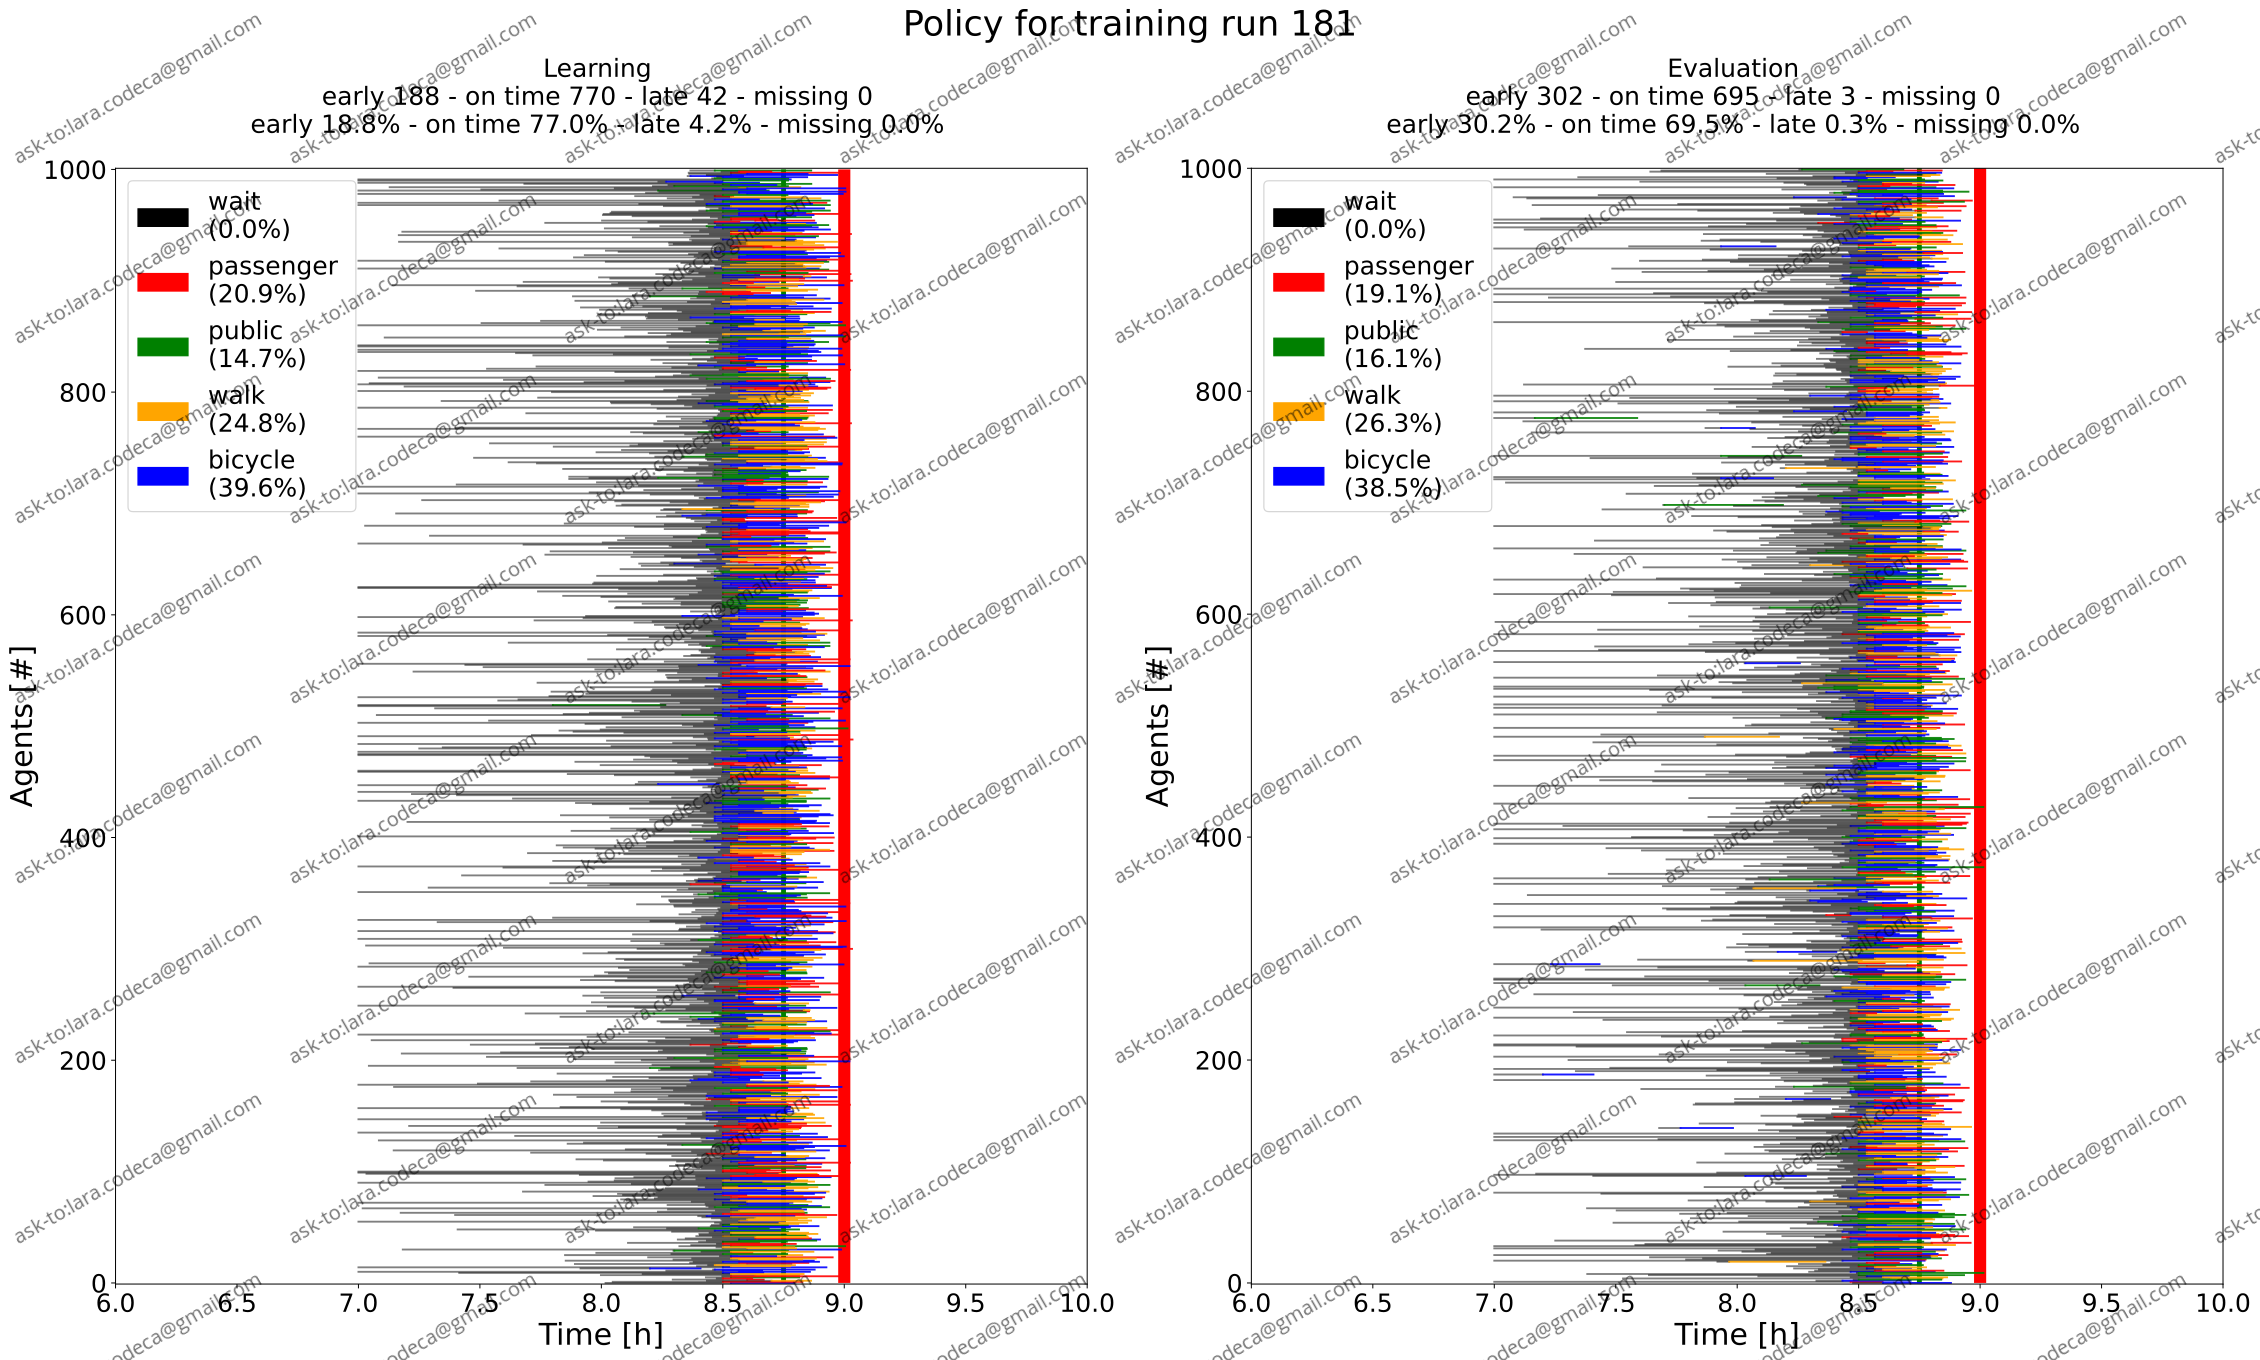 Policy for training run 181
Learning
early 188 - on time 770 - late 42 - missing 0
early 18.8% - on time 77.0% - late 4.2% - missing 0.0%
1000
800
600
400
200
0
Agents [#]
wait
(0.0%)
passenger
(20.9%)
public
(14.7%)
walk
(24.8%)
bicycle
(39.6%)
6.0 6.5 7.0 7.5 8.0 8.5 9.0 9.5 10.0
Time [h]
Evaluation
early 302 - on time 695 - late 3 - missing 0
early 30.2% - on time 69.5% - late 0.3% - missing 0.0%
1000
800
600
400
200
0
Agents [#]
wait
(0.0%)
passenger
(19.1%)
public
(16.1%)
walk
(26.3%)
bicycle
(38.5%)
6.0 6.5 7.0 7.5 8.0 8.5 9.0 9.5 10.0
Time [h]
ask-to:lara.codeca@gmail.com